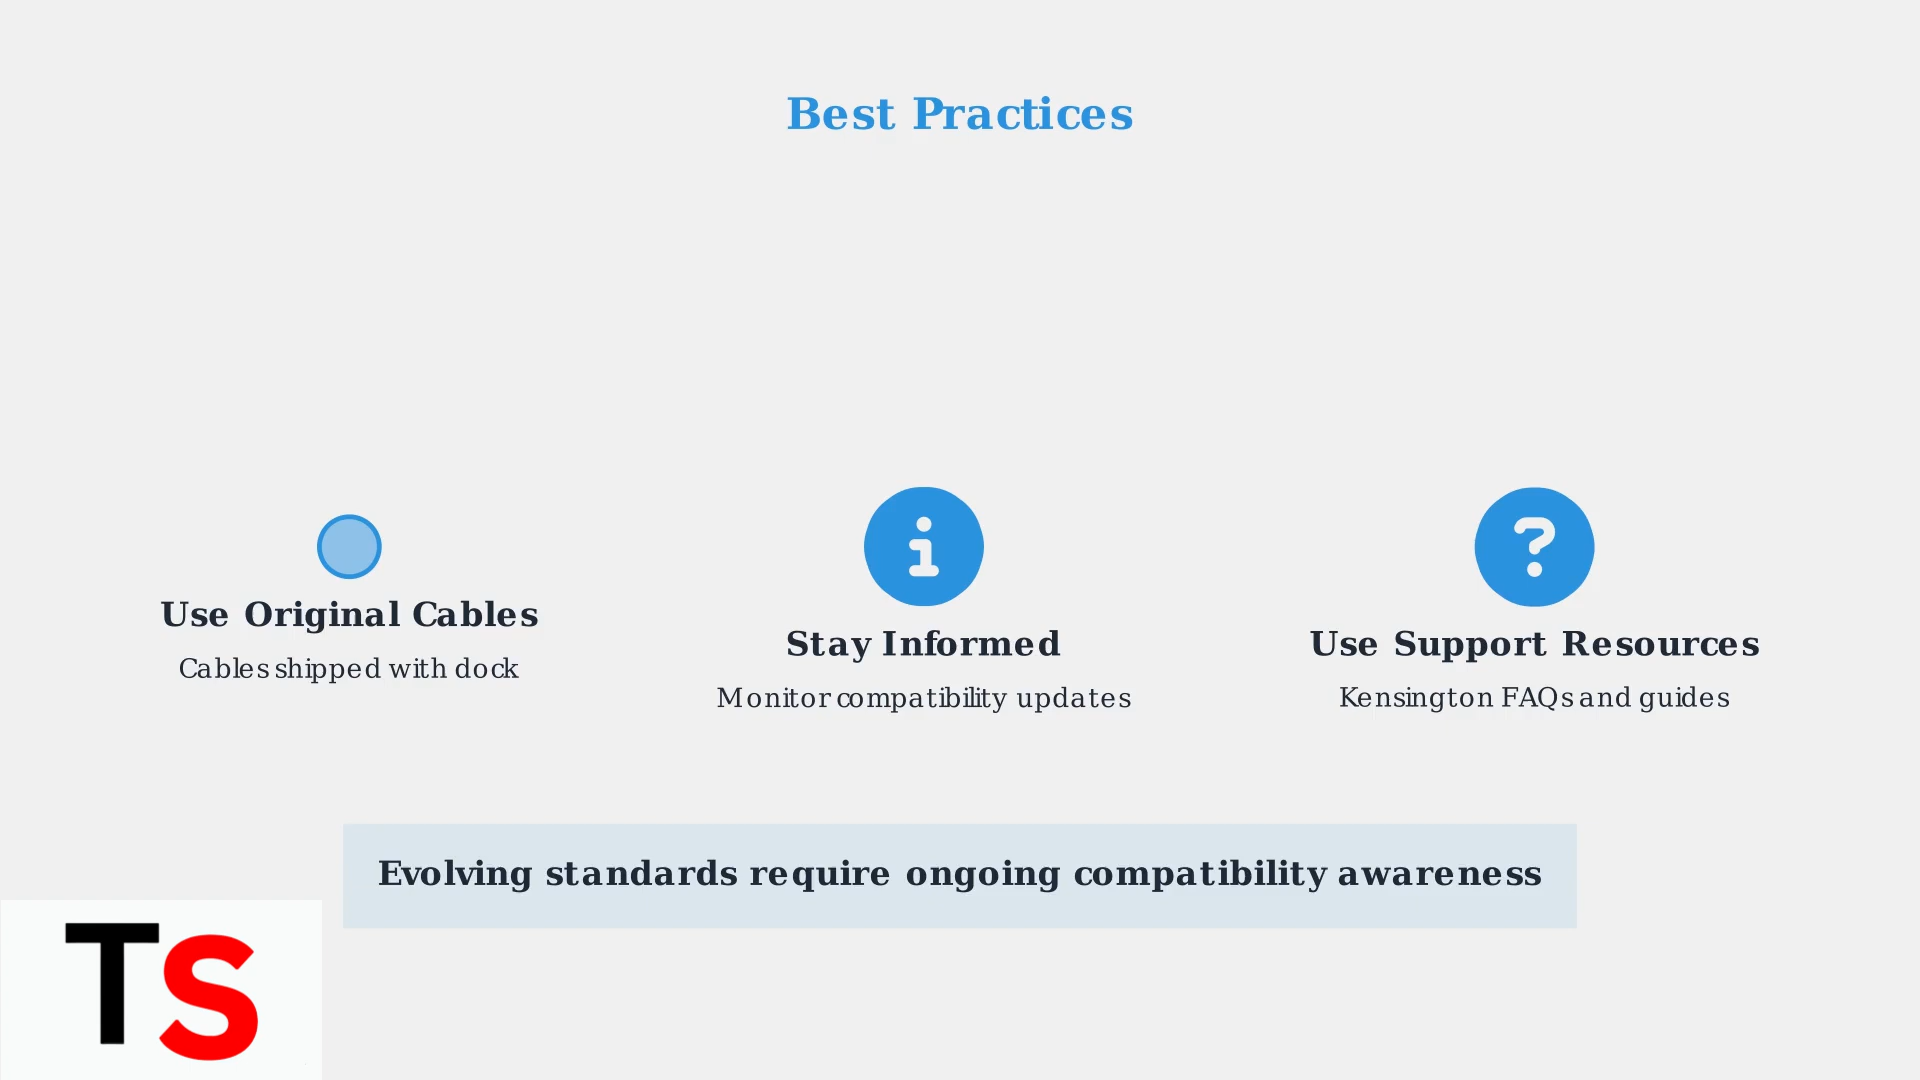 Best Practices
Use Original Cables
Cables shipped with dock
Stay Informed
Monitor compatibility updates
Use Support Resources
Kensington FAQs and guides
Evolving standards require ongoing compatibility awareness
TS